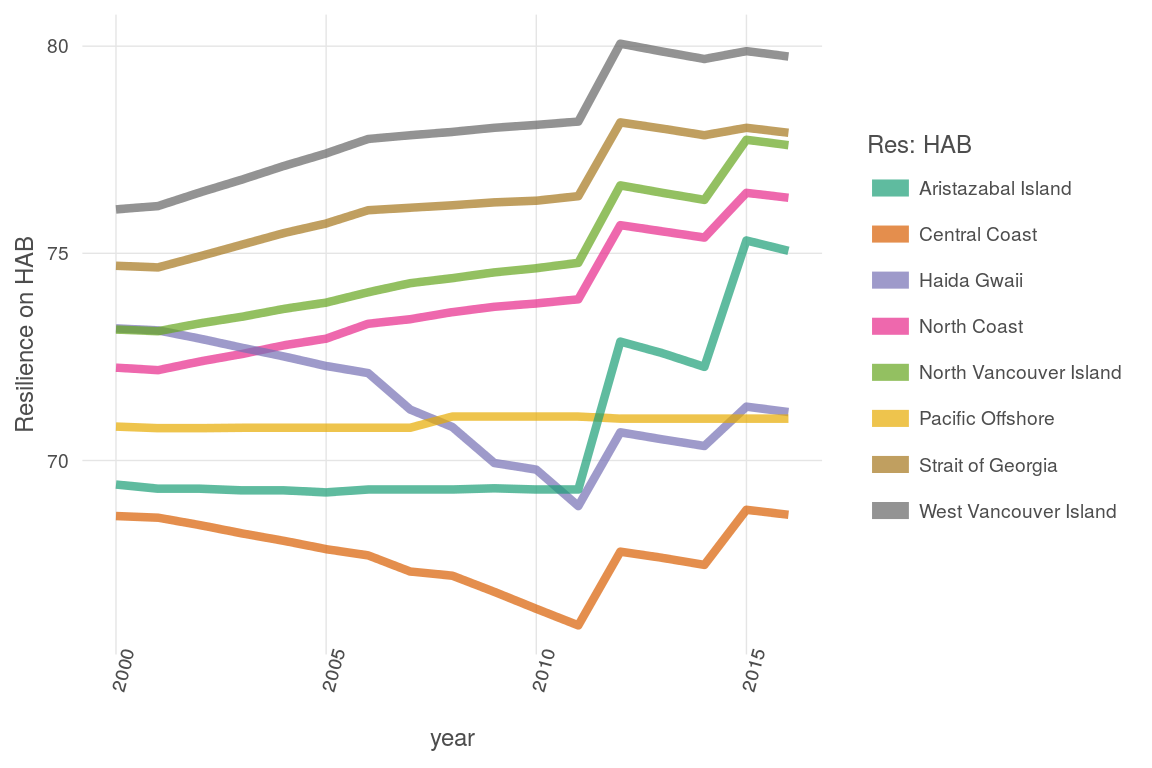 80
75
70
Resilience on HAB
2000
2005
2010
2015
year
Res: HAB
Aristazabal Island
Central Coast
Haida Gwaii
North Coast
North Vancouver Island
Pacific Offshore
Strait of Georgia
West Vancouver Island